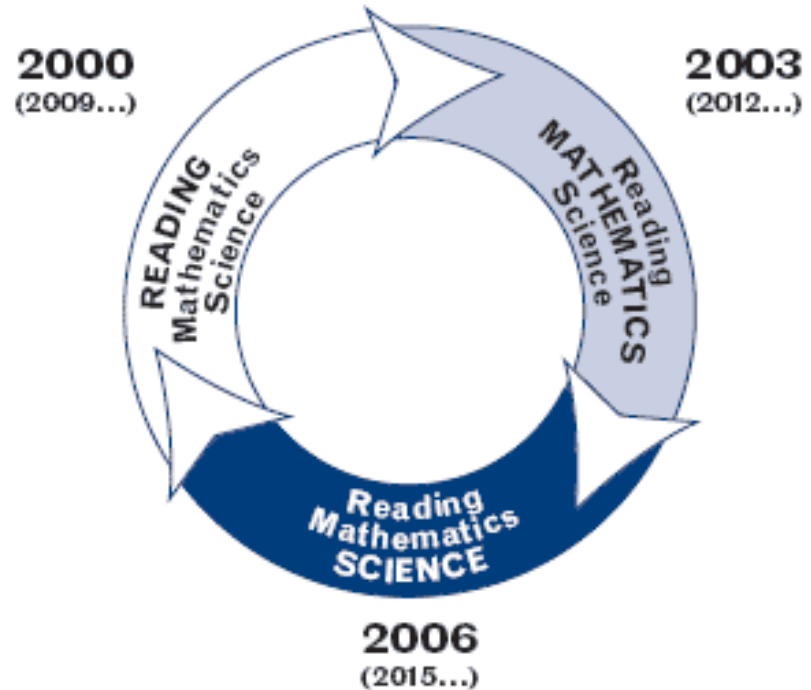 2000
(2009...)
2003
(2012...)
READING
Mathematics
Science
Reading
MATHEMATICS
Science
Reading
Mathematics
SCIENCE
2006
(2015...)